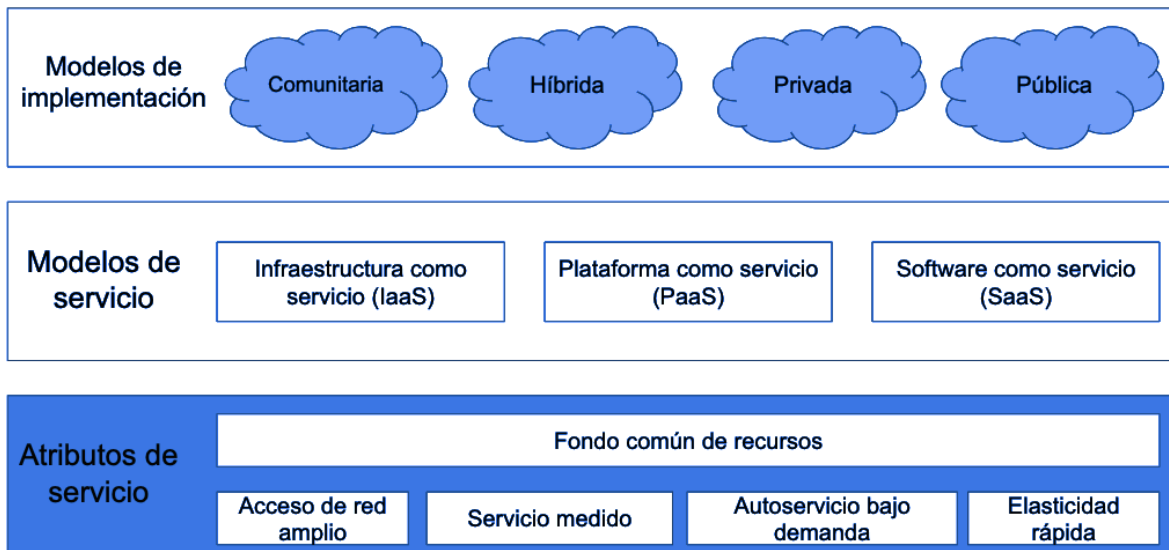 Modelos de
implementación
Comunitaria
Híbrida
Privada
Pública
Modelos de
servicio
Infraestructura como
servicio (IaaS)
Plataforma como servicio
(PaaS)
Software como servicio
(SaaS)
Atributos de
servicio
Fondo común de recursos
Acceso de red
amplio
Servicio medido
Autoservicio bajo
demanda
Elasticidad
rápida